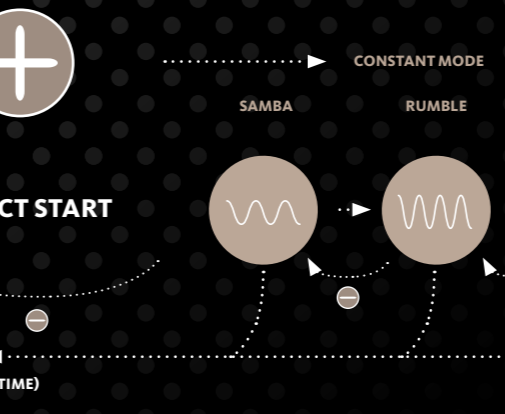 CONSTANT MODE
SAMBA
RUMBLE
CT START
TIME)